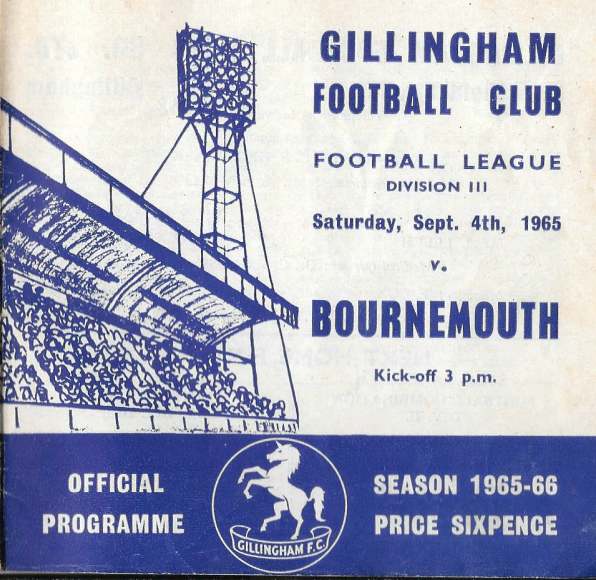 GILLINGHAM
FOOTBALL CLUB
FOOTBALL LEAGUE
DIVISION III
Saturday, Sept. 4th, 1965
v.
BOURNEMOUTH
Kick-off 3 p.m.
OFFICIAL
PROGRAMME
GILLINGHAM F.C.
SEASON 1965-66
PRICE SIXPENCE